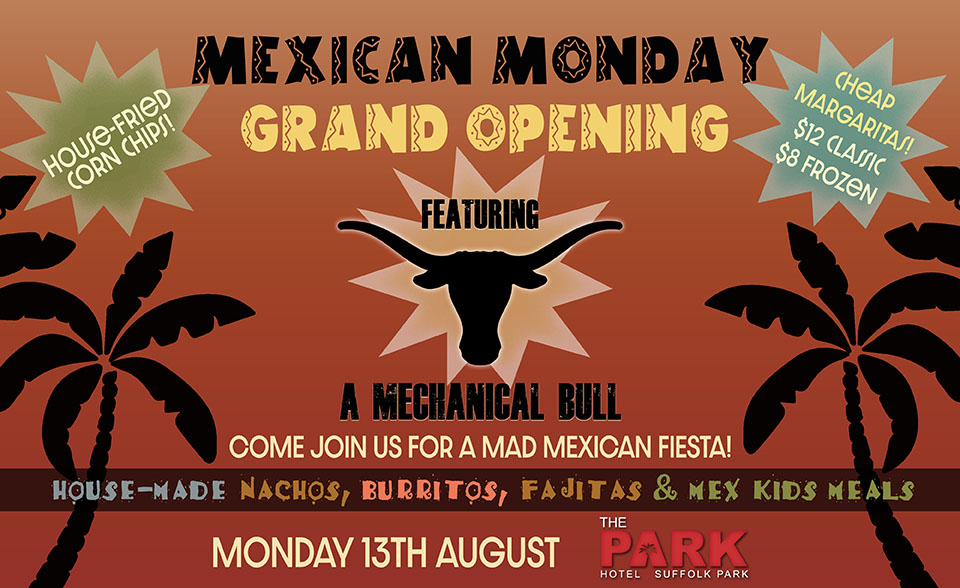 MEXICAN MONDAY
GRAND OPENING
HOUSE-FRIED
CORN CHIPS!
CHEAP
MARGARITAS!
$12 CLASSIC
$8 FROZEN
FEATURING
A MECHANICAL BULL
COME JOIN US FOR A MAD MEXICAN FIESTA!
HOUSE-MADE NACHOS, BURRITOS, FAJITAS & MEX KIDS MEALS
MONDAY 13TH AUGUST
THE
PARK
HOTEL SUFFOLK PARK